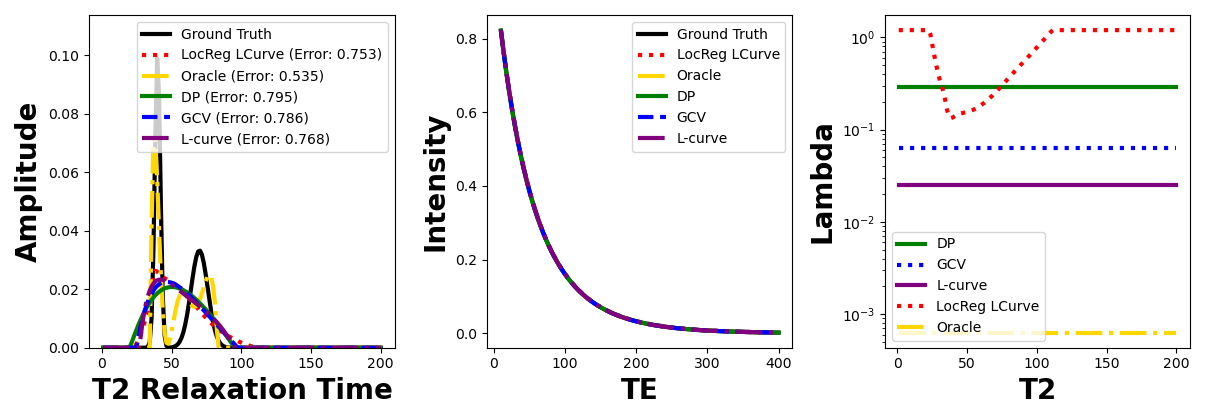 Amplitude
0.10
0.08
0.06
0.04
0.02
0.00
0
50
100
150
200
T2 Relaxation Time
Ground Truth
LocReg LCurve (Error: 0.753)
Oracle (Error: 0.535)
DP (Error: 0.795)
GCV (Error: 0.786)
L-curve (Error: 0.768)
Intensity
0.8
0.6
0.4
0.2
0.0
0
100
200
300
400
TE
Ground Truth
LocReg LCurve
Oracle
DP
GCV
L-curve
Lambda
10⁰
10⁻¹
10⁻²
10⁻³
0
50
100
150
200
T2
DP
GCV
L-curve
LocReg LCurve
Oracle